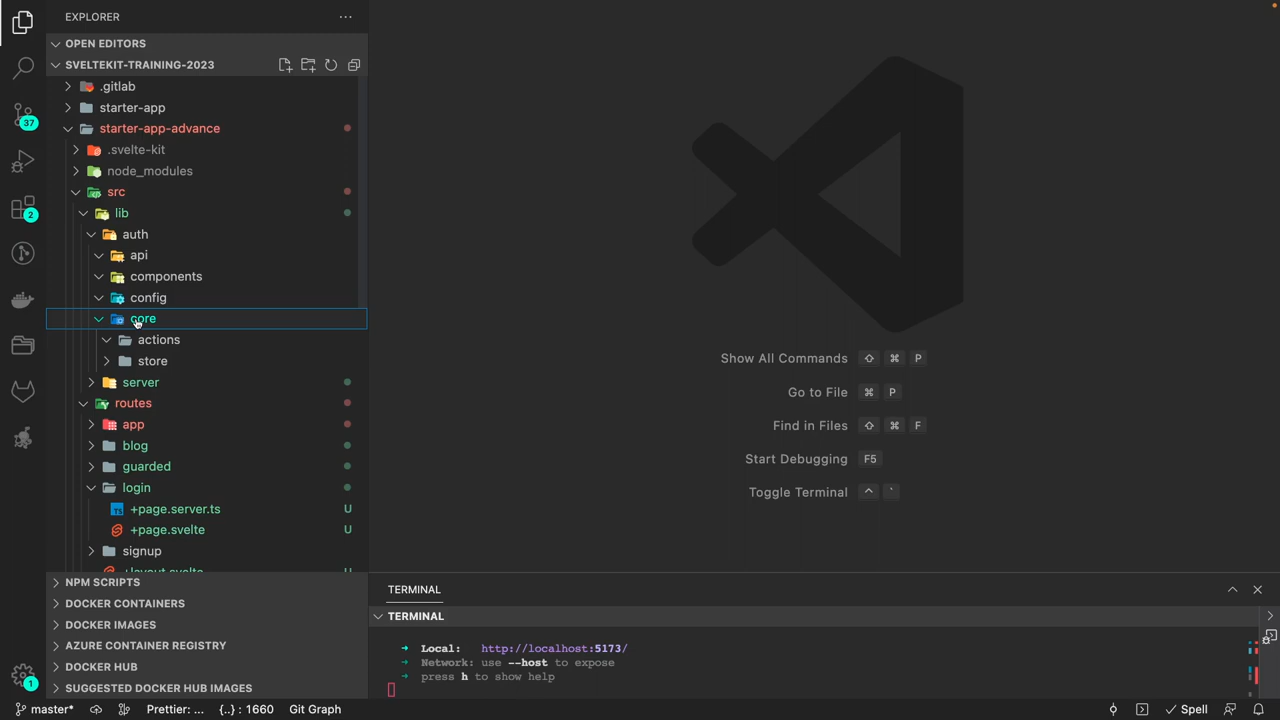 EXPLORER
OPEN EDITORS
SVELTEKIT-TRAINING-2023
.gitlab
starter-app
starter-app-advance
.svelte-kit
node_modules
src
lib
auth
api
components
config
core
actions
store
server
routes
app
blog
guarded
login
+page.server.ts U
+page.svelte U
signup
+layout.svelte U
NPM SCRIPTS
DOCKER CONTAINERS
DOCKER IMAGES
AZURE CONTAINER REGISTRY
DOCKER HUB
SUGGESTED DOCKER HUB IMAGES
37
2
1
Show All Commands ⇧ ⌘ P
Go to File ⌘ P
Find in Files ⇧ ⌘ F
Start Debugging F5
Toggle Terminal ^ `
TERMINAL
TERMINAL
➜ Local: http://localhost:5173/
➜ Network: use --host to expose
➜ press h to show help
master* Prettier: ... {..} : 1660 Git Graph Spell